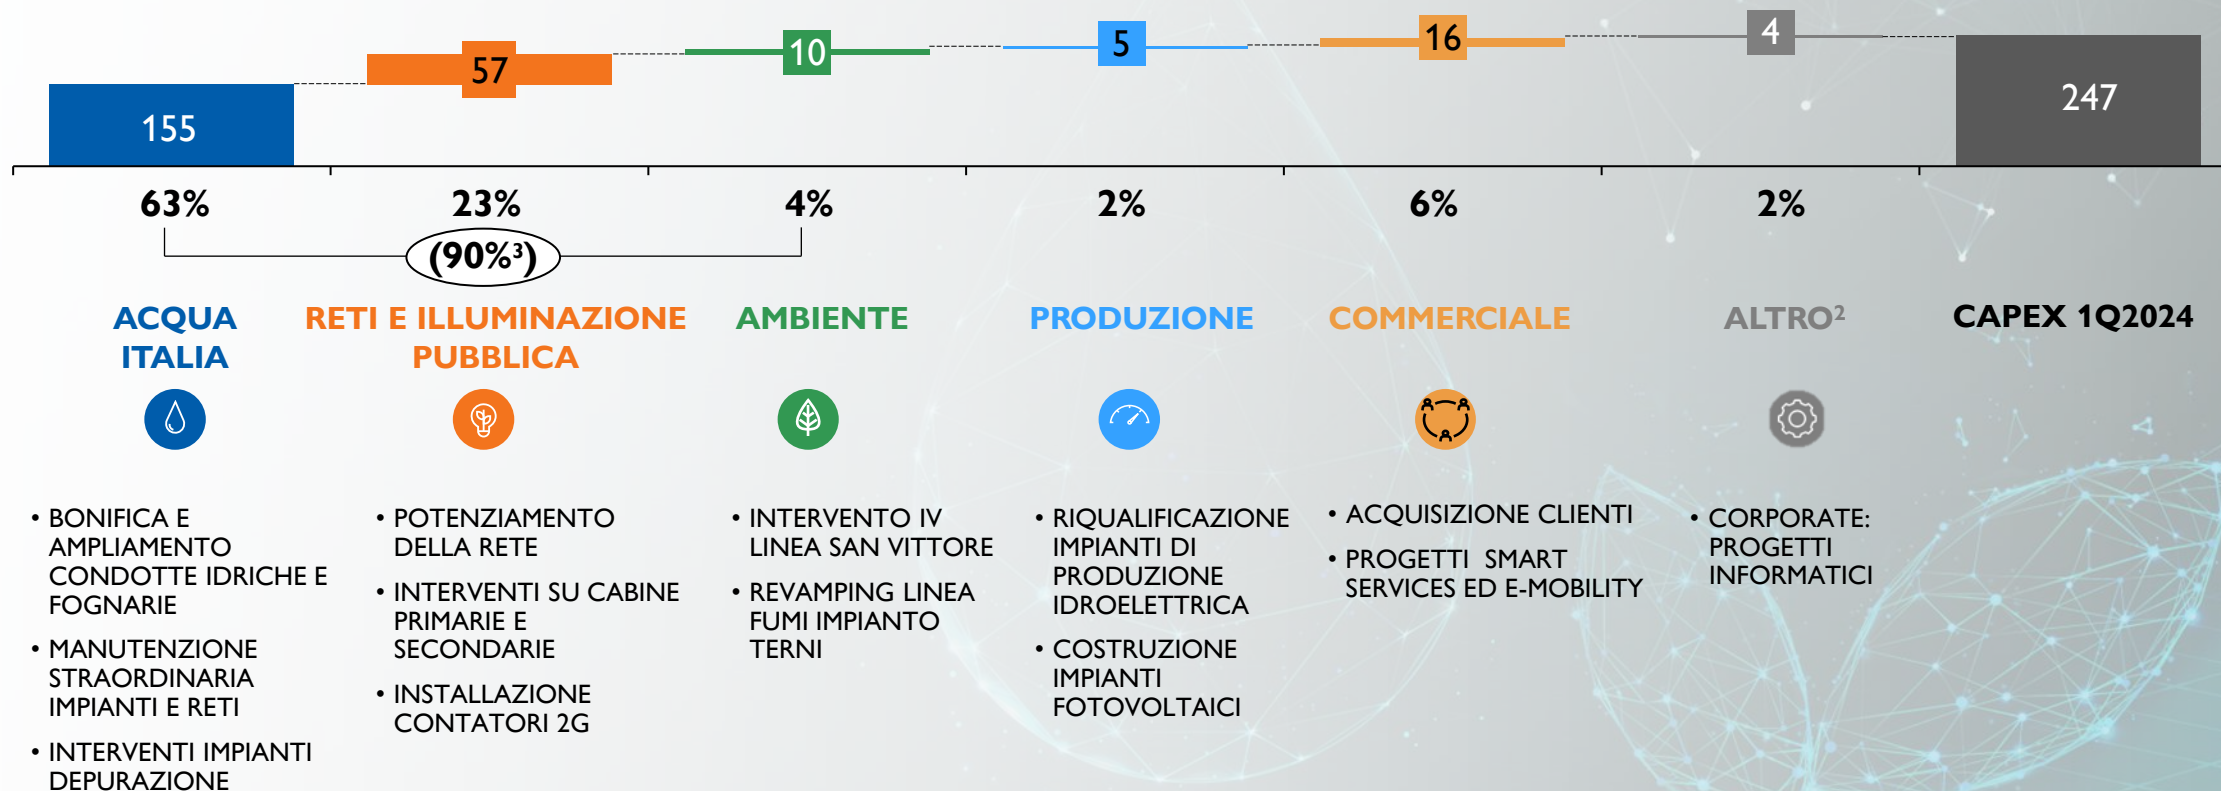 155
57
10
5
16
4
247
63%
23%
4%
2%
6%
2%
(90%³)
ACQUA
ITALIA
RETI E ILLUMINAZIONE
PUBBLICA
AMBIENTE
PRODUZIONE
COMMERCIALE
ALTRO²
CAPEX 1Q2024
• BONIFICA E
AMPLIAMENTO
CONDOTTE IDRICHE E
FOGNARIE
• MANUTENZIONE
STRAORDINARIA
IMPIANTI E RETI
• INTERVENTI IMPIANTI
DEPURAZIONE
• POTENZIAMENTO
DELLA RETE
• INTERVENTI SU CABINE
PRIMARIE E
SECONDARIE
• INSTALLAZIONE
CONTATORI 2G
• INTERVENTO IV
LINEA SAN VITTORE
• REVAMPING LINEA
FUMI IMPIANTO
TERNI
• RIQUALIFICAZIONE
IMPIANTI DI
PRODUZIONE
IDROELETTRICA
• COSTRUZIONE
IMPIANTI
FOTOVOLTAICI
• ACQUISIZIONE CLIENTI
• PROGETTI SMART
SERVICES ED E-MOBILITY
• CORPORATE:
PROGETTI
INFORMATICI